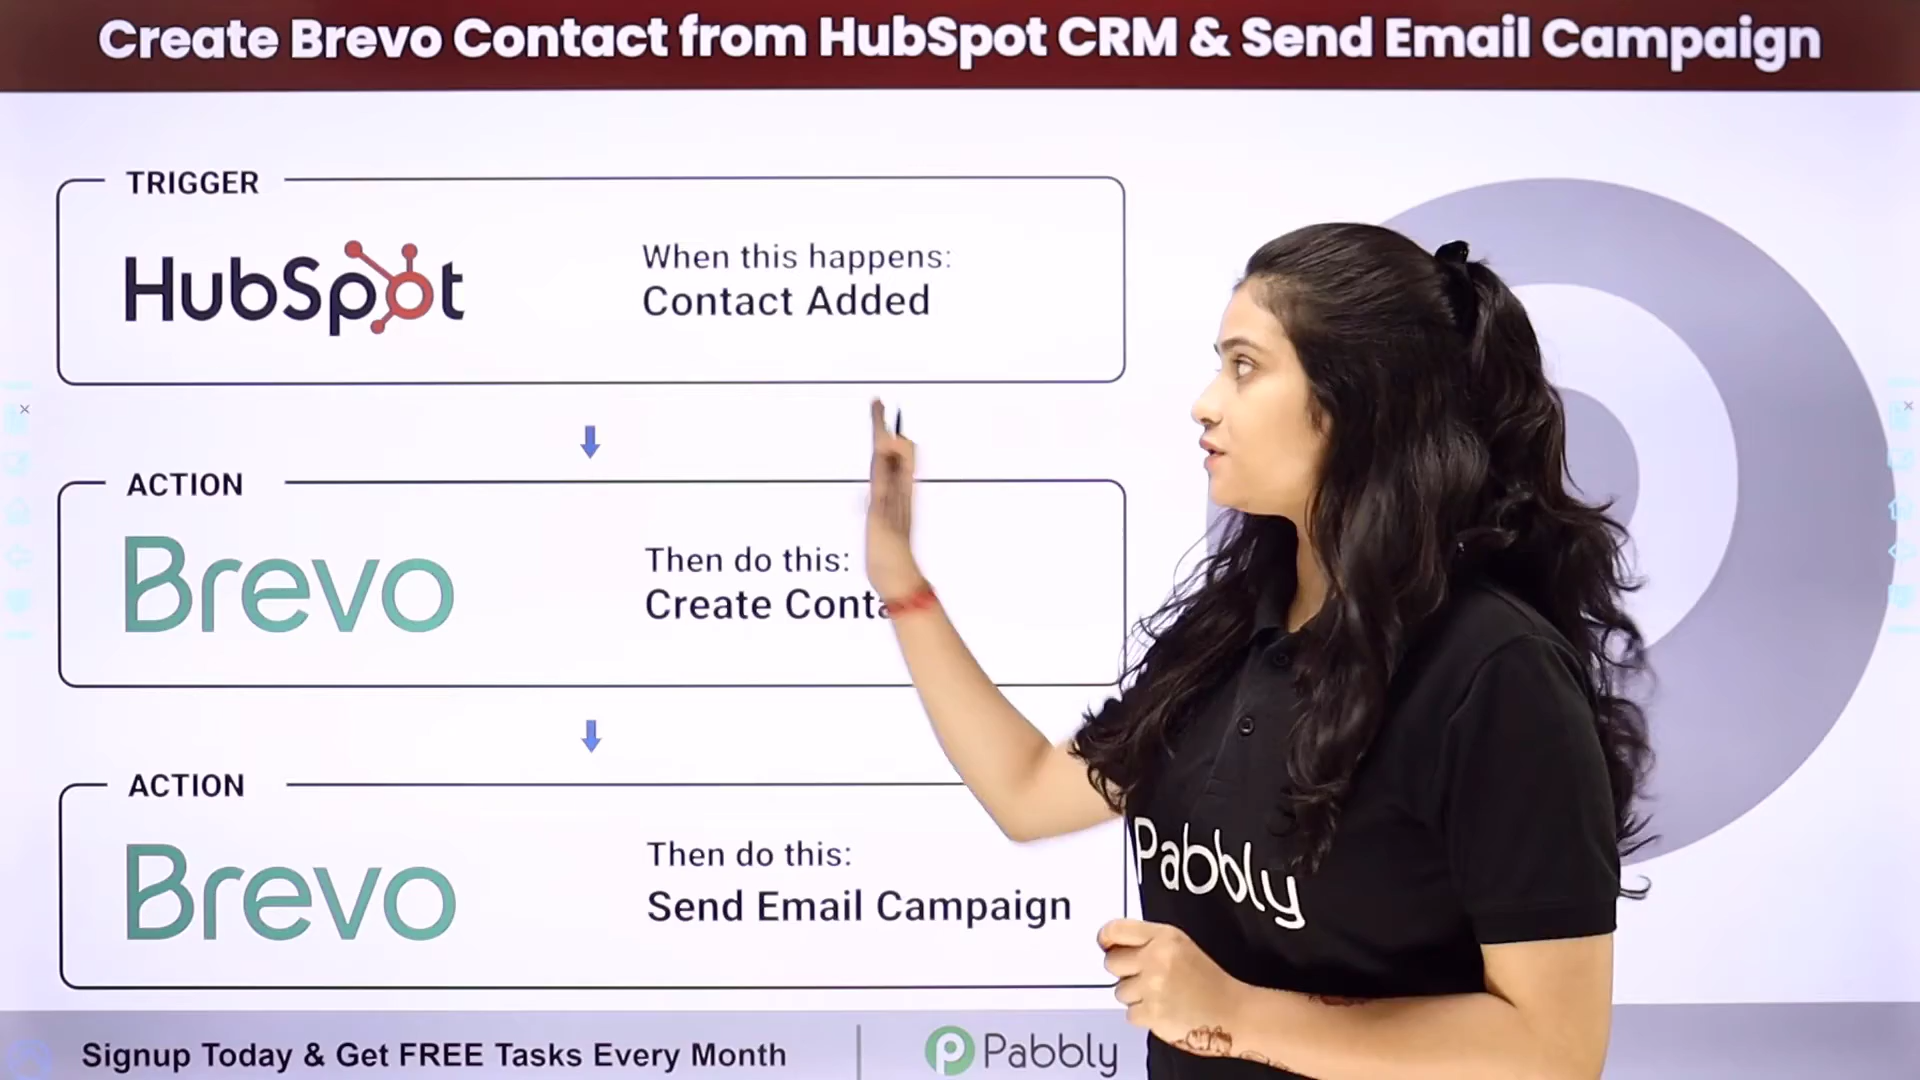 Create Brevo Contact from HubSpot CRM & Send Email Campaign
TRIGGER
HubSpot
When this happens:
Contact Added
ACTION
Brevo
Then do this:
Create Conta
ACTION
Brevo
Then do this:
Send Email Campaign
Pabbly
Signup Today & Get FREE Tasks Every Month
Pabbly